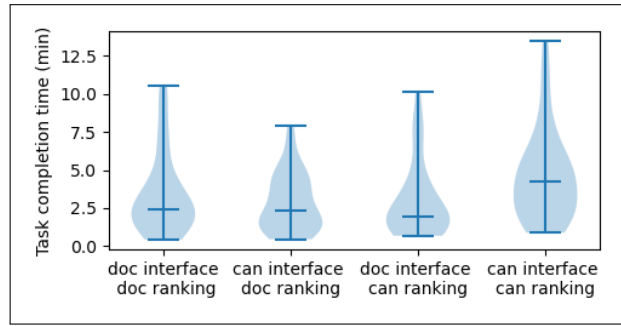 Task completion time (min)
12.5
10.0
7.5
5.0
2.5
0.0
doc interface can interface doc interface can interface
doc ranking doc ranking can ranking can ranking